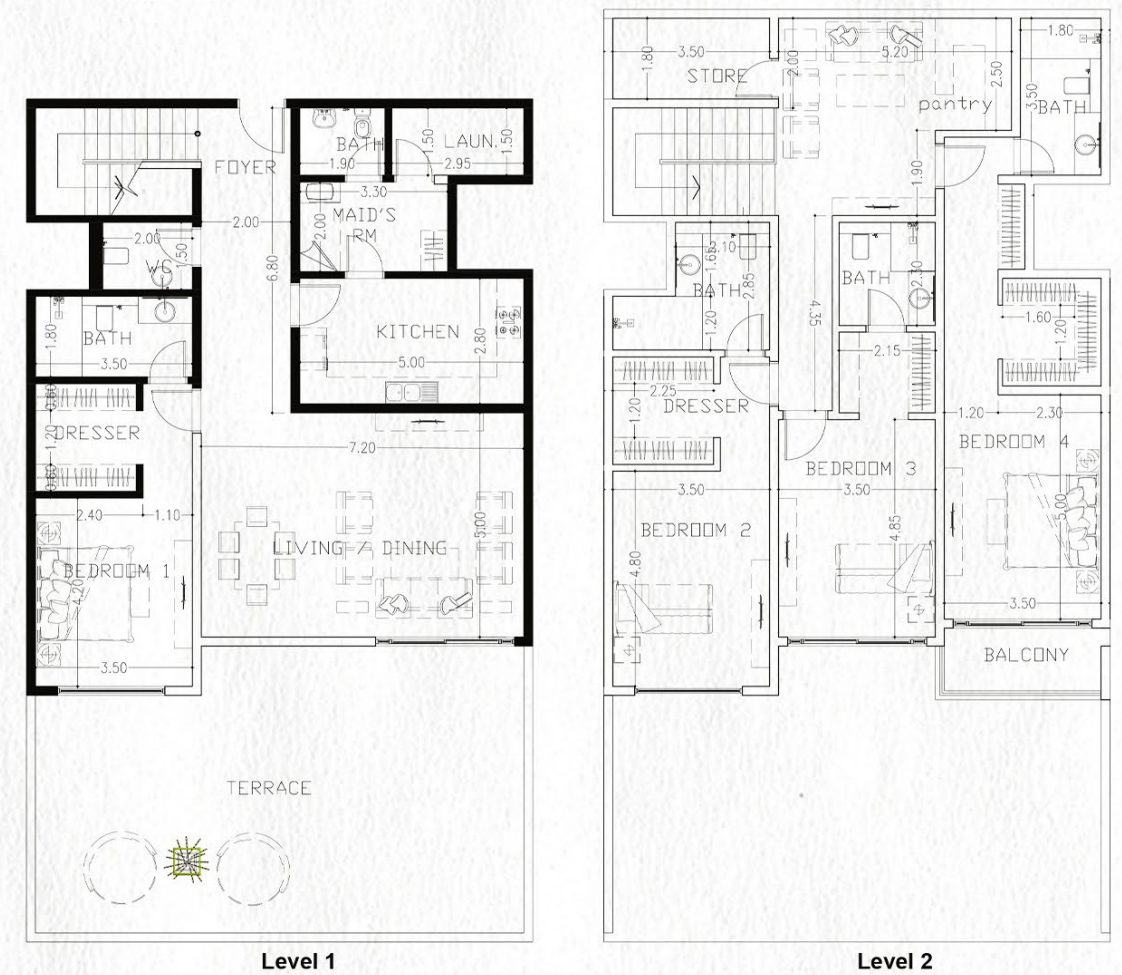 FOYER
BATH
1.90
1.50
LAUN.
1.50
2.95
3.30
MAID'S
RM
2.00
2.00
6.80
2.00
WC
1.50
BATH
1.80
3.50
KITCHEN
5.00
2.80
0.60
DRESSER
1.20
0.60
7.20
2.40
1.10
LIVING / DINING
5.00
BEDROOM 1
4.20
3.50
TERRACE
Level 1
3.50
1.80
STORE
2.00
5.20
2.50
pantry
1.80
3.50
BATH
1.90
2.10
1.65
BATH
2.85
1.20
4.35
BATH
2.30
2.15
1.60
1.20
2.25
1.20
DRESSER
1.20
2.30
BEDROOM 4
5.00
3.50
BEDROOM 3
3.50
4.85
3.50
BEDROOM 2
4.80
BALCONY
Level 2